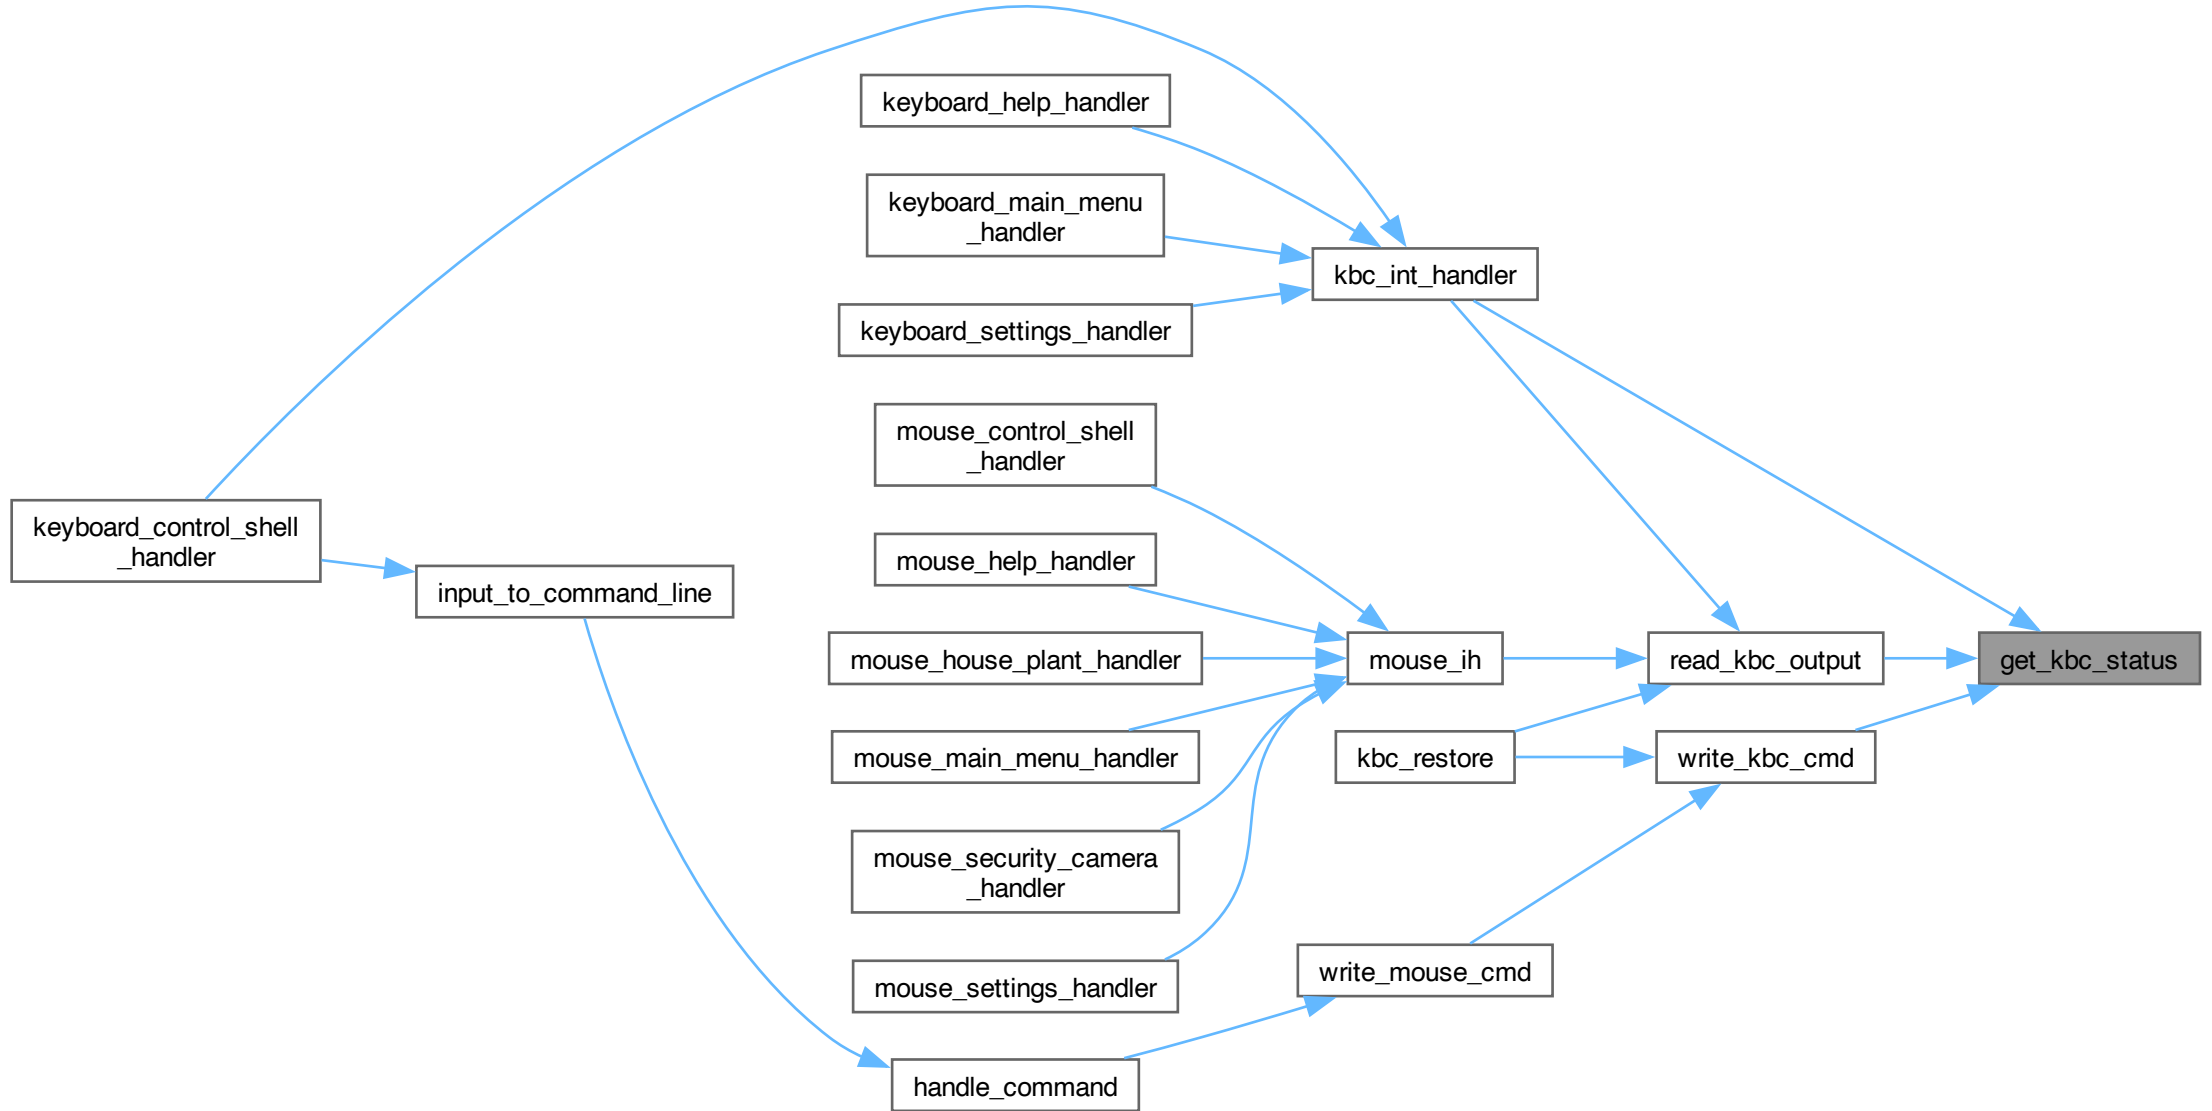 keyboard_help_handler
keyboard_main_menu
_handler
kbc_int_handler
keyboard_settings_handler
mouse_control_shell
_handler
keyboard_control_shell
_handler
mouse_help_handler
input_to_command_line
mouse_house_plant_handler
mouse_ih
read_kbc_output
get_kbc_status
mouse_main_menu_handler
kbc_restore
write_kbc_cmd
mouse_security_camera
_handler
mouse_settings_handler
write_mouse_cmd
handle_command